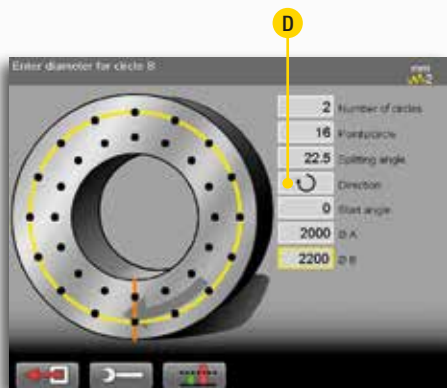 D
Enter diameter for circle B
mm
2 Number of circles
16 Points/circle
22.5 Splitting angle
Direction
0 Start angle
2000 Ø A
2200 Ø B